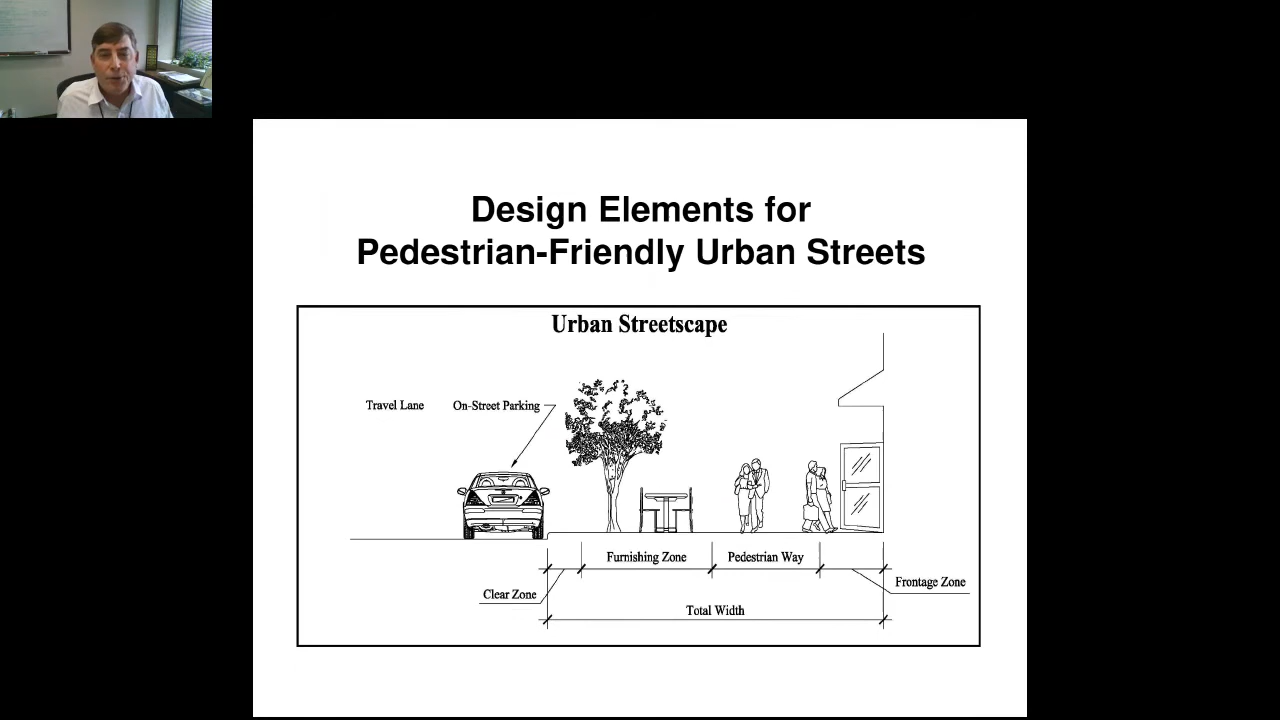 Design Elements for
Pedestrian-Friendly Urban Streets
Urban Streetscape
Travel Lane
On-Street Parking
Furnishing Zone
Pedestrian Way
Clear Zone
Frontage Zone
Total Width